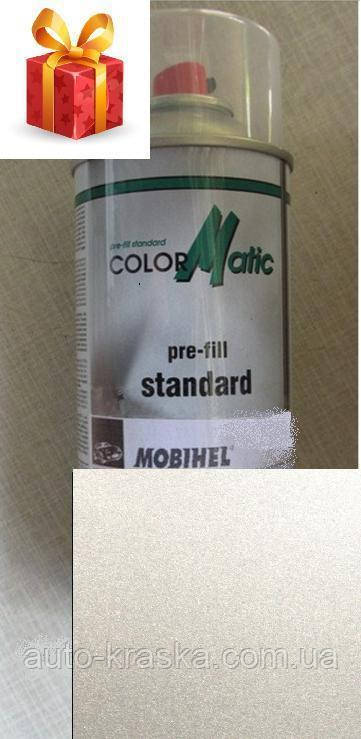 pre-fill standard
COLORMatic
pre-fill
standard
MOBIHEL
auto-kraska.com.ua